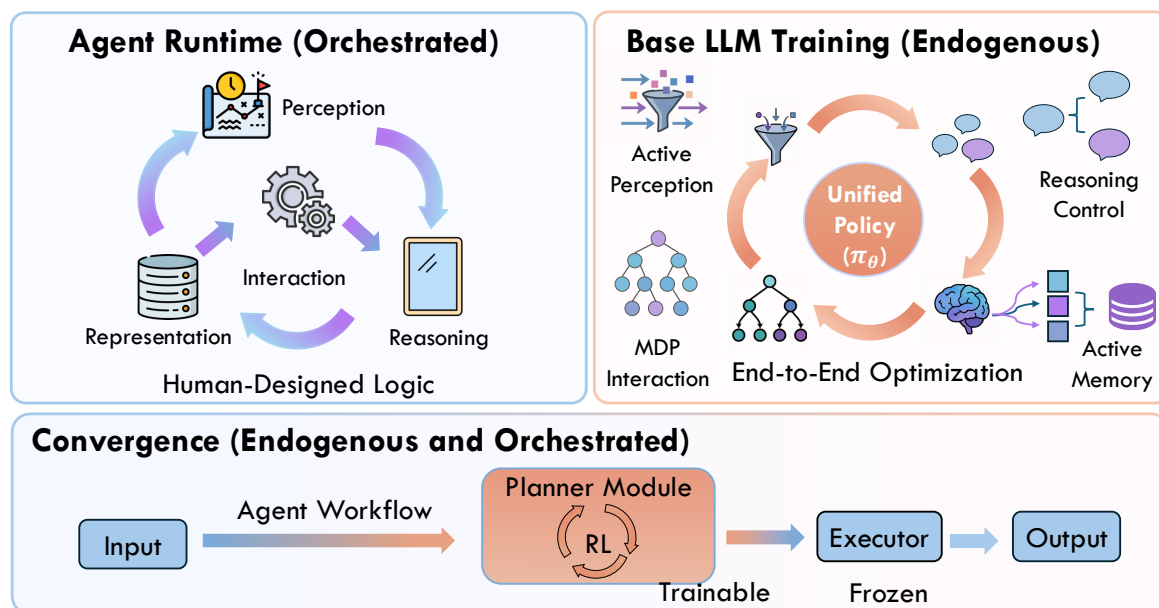 Agent Runtime (Orchestrated)
Perception
Interaction
Representation
Reasoning
Human-Designed Logic
Base LLM Training (Endogenous)
Active
Perception
Reasoning
Control
Unified
Policy
(π_θ)
MDP
Interaction
Active
Memory
End-to-End Optimization
Convergence (Endogenous and Orchestrated)
Input
Agent Workflow
Planner Module
RL
Trainable
Executor
Frozen
Output